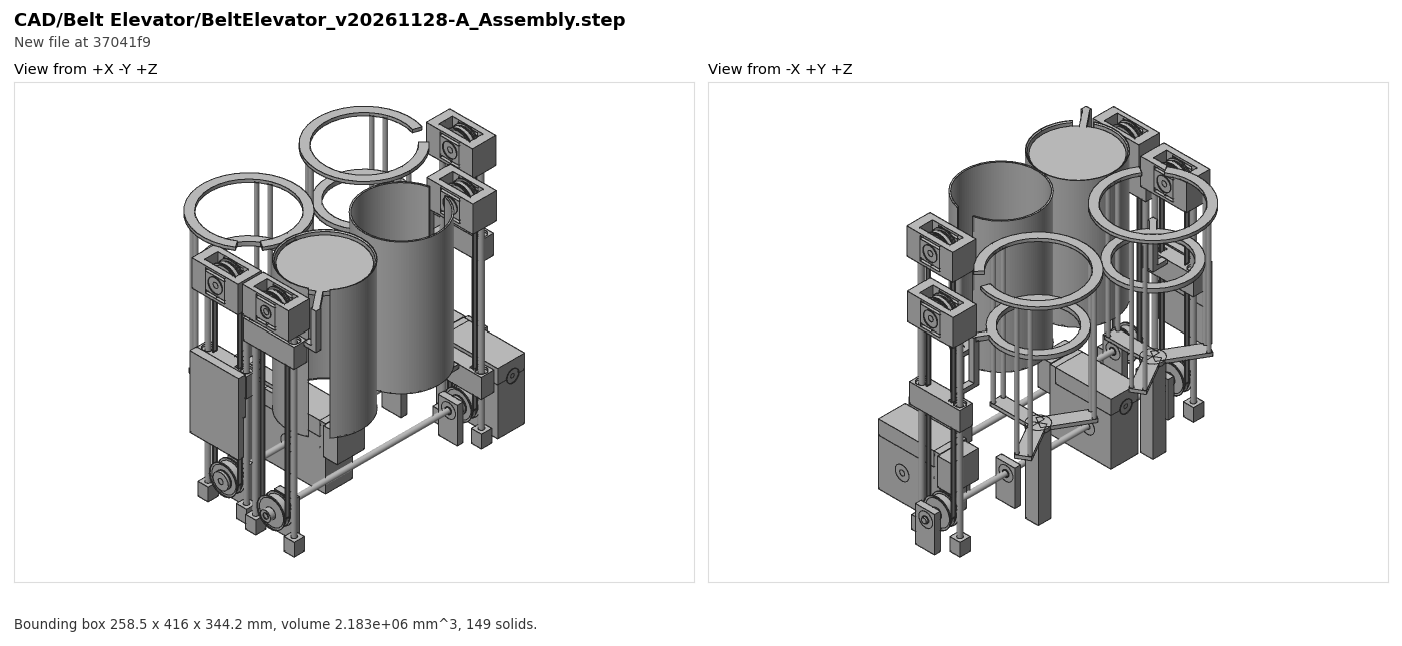 CAD/Belt Elevator/BeltElevator_v20261128-A_Assembly.step
New file at 37041f9
View from +X -Y +Z
View from -X +Y +Z
Bounding box 258.5 x 416 x 344.2 mm, volume 2.183e+06 mm^3, 149 solids.